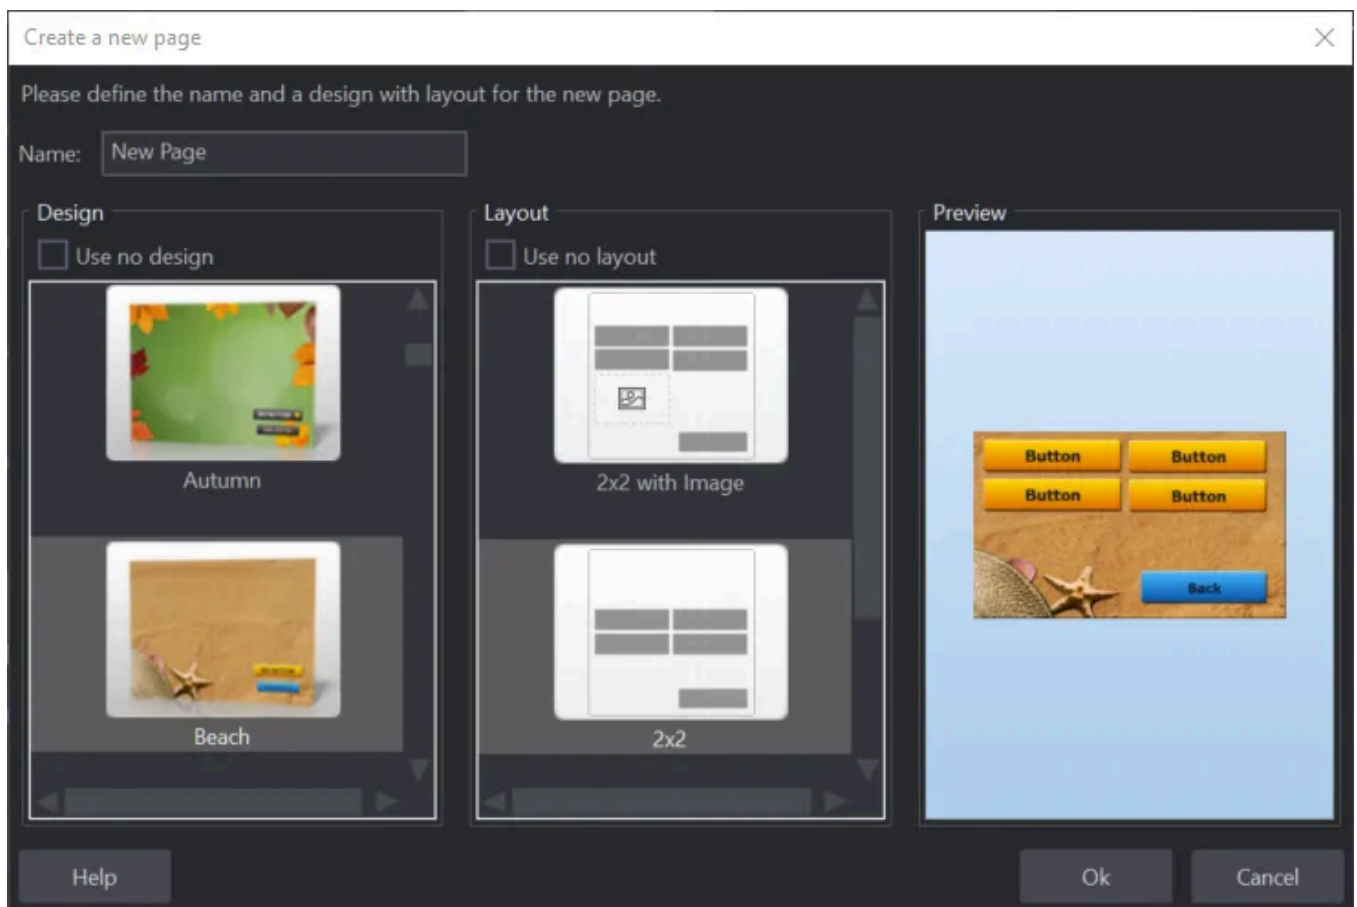 Create a new page
Please define the name and a design with layout for the new page.
Name: New Page
Design
Use no design
Autumn
Beach
Layout
Use no layout
2x2 with Image
2x2
Preview
Button Button
Button Button
Back
Help Ok Cancel